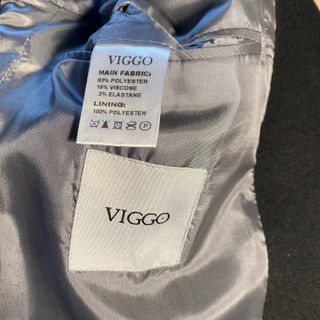 VIGGO
MAIN FABRIC:
83% POLYESTER
15% VISCOSE
2% ELASTANE
LINING:
100% POLYESTER
VIGGO